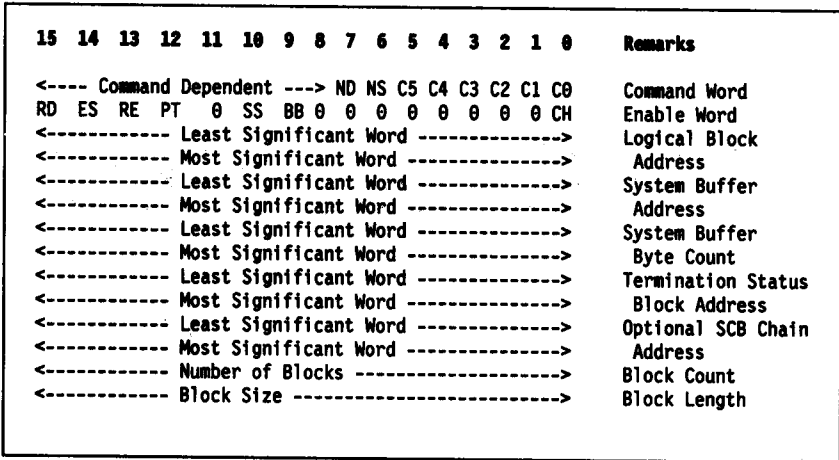 15 14 13 12 11 10 9 8 7 6 5 4 3 2 1 0 Remarks
<---- Command Dependent ---> ND NS C5 C4 C3 C2 C1 C0 Command Word
RD ES RE PT 0 SS BB 0 0 0 0 0 0 0 0 CH Enable Word
<------------ Least Significant Word -------------> Logical Block
<------------ Most Significant Word --------------> Address
<------------ Least Significant Word -------------> System Buffer
<------------ Most Significant Word --------------> Address
<------------ Least Significant Word -------------> System Buffer
<------------ Most Significant Word --------------> Byte Count
<------------ Least Significant Word -------------> Termination Status
<------------ Most Significant Word --------------> Block Address
<------------ Least Significant Word -------------> Optional SCB Chain
<------------ Most Significant Word --------------> Address
<------------ Number of Blocks -------------------> Block Count
<------------ Block Size -------------------------> Block Length